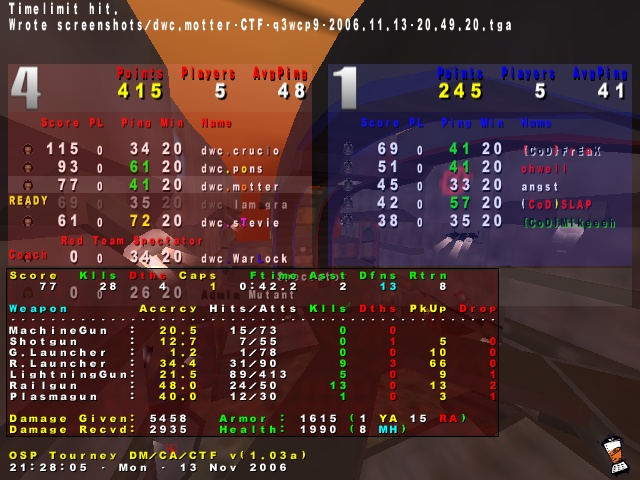 Timelimit hit.
Wrote screenshots/dwc.motter-CTF-q3wcp9-2006.11.13-20.49.20.tga
4 Points Players AvgPing
415 5 48
Score PL Ping Min Name
115 0 34 20 dwc.crucio
93 0 61 20 dwc.pons
77 0 41 20 dwc.motter
READY 69 0 35 20 dwc
61 0 72 20 dwc.sTevie
Red Team Spectator
Coach 0 0 34 20 dwc.WarLock
0 0 26 20 Mutant
1 Points Players AvgPing
245 5 41
Score PL Ping Min Name
69 0 41 20 {CoD}FrEaK
51 0 41 20 ohwell
45 0 33 20 angst
42 0 57 20 (CoD)SLAP
38 0 35 20 {CoD}Mikeeeh
Score Klls Dths Caps Ftime Asst Dfns Rtrn
77 28 4 1 0:42.2 2 13 8
Weapon Accrcy Hits/Atts Klls Dths PkUp Drop
MachineGun : 20.5 15/73 0 0
Shotgun : 12.7 7/55 0 1 5 0
G.Launcher : 1.2 1/78 0 0 10 0
R.Launcher : 34.4 31/90 9 3 66 0
LightningGun: 21.5 89/413 5 0 9 1
Railgun : 48.0 24/50 13 0 13 2
Plasmagun : 40.0 12/30 1 0 3 1
Damage Given: 5458 Armor : 1615 (1 YA 15 RA)
Damage Recvd: 2935 Health: 1990 (8 MH)
OSP Tourney DM/CA/CTF v(1.03a)
21:28:05 - Mon - 13 Nov 2006